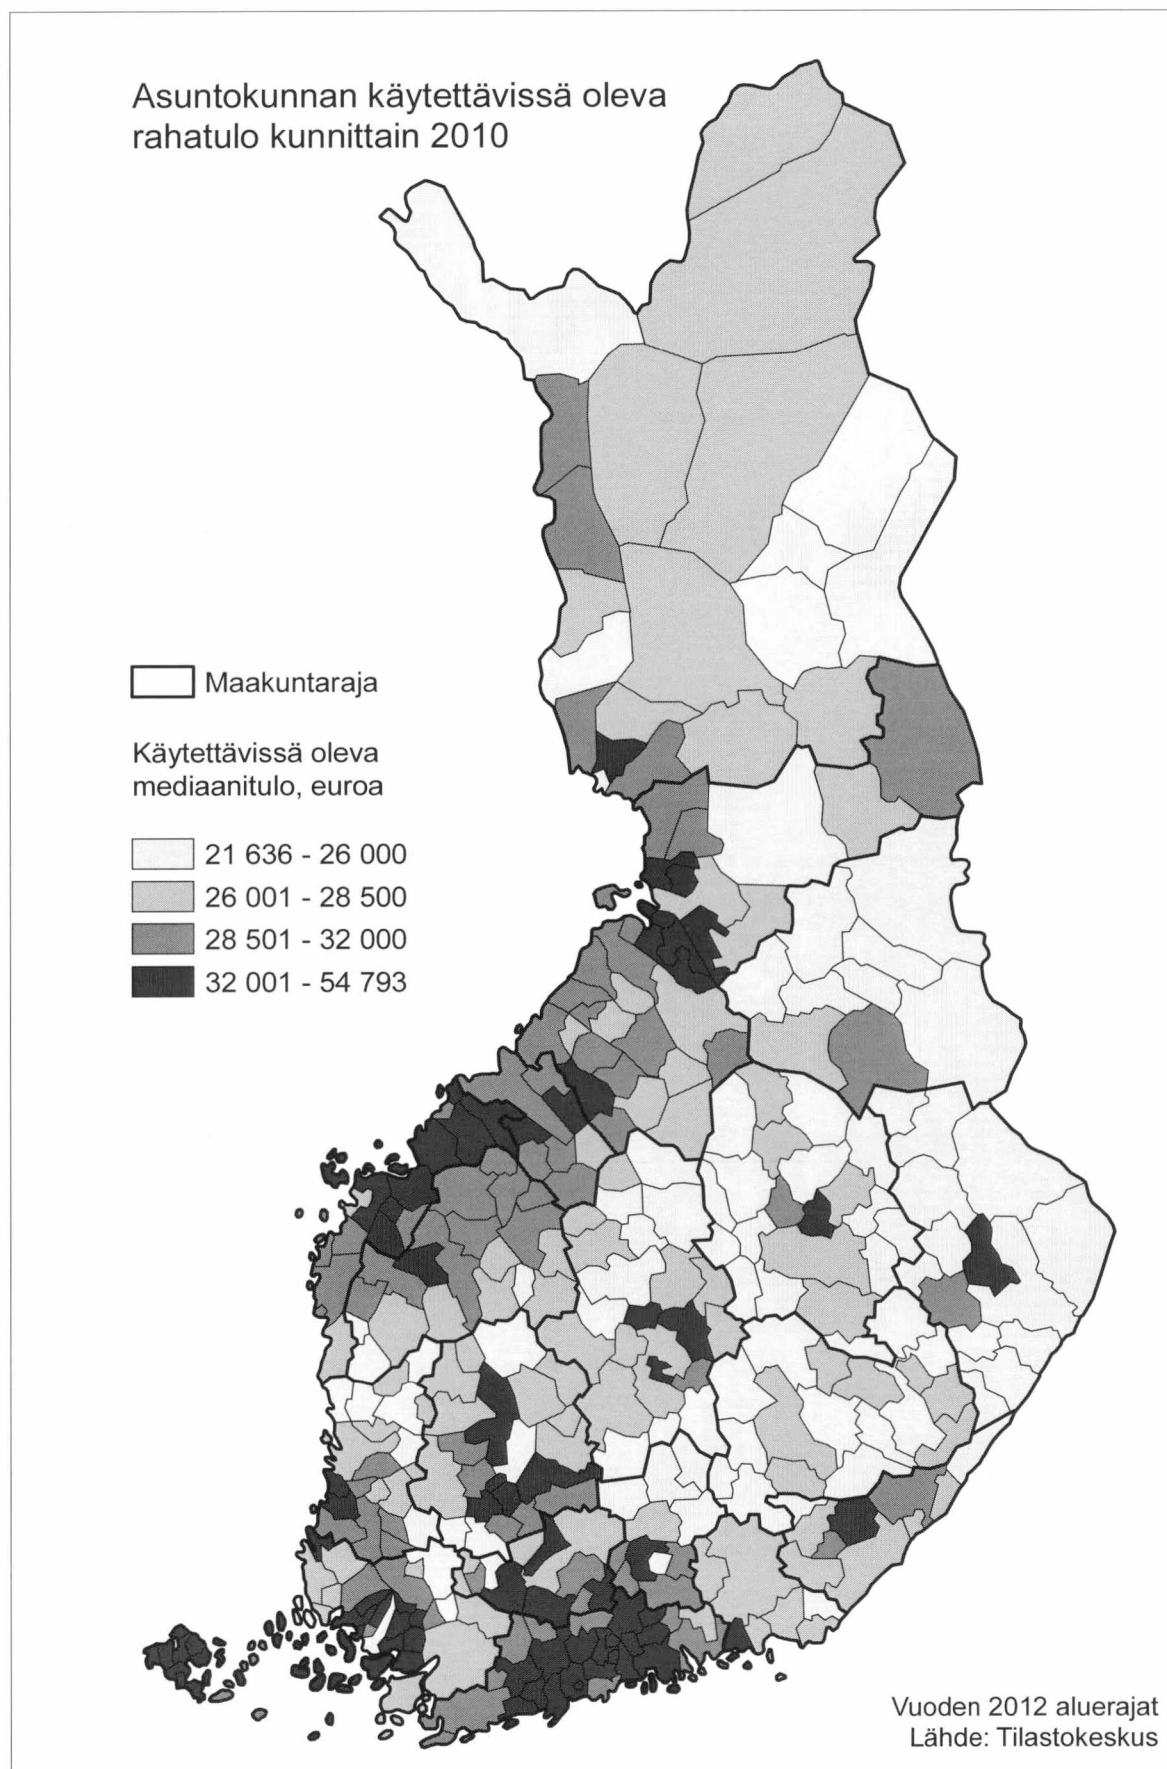 Asuntokunnan käytettävissä oleva
rahatulo kunnittain 2010
Maakuntaraja
Käytettävissä oleva
mediaanitulo, euroa
21 636 - 26 000
26 001 - 28 500
28 501 - 32 000
32 001 - 54 793
Vuoden 2012 aluerajat
Lähde: Tilastokeskus